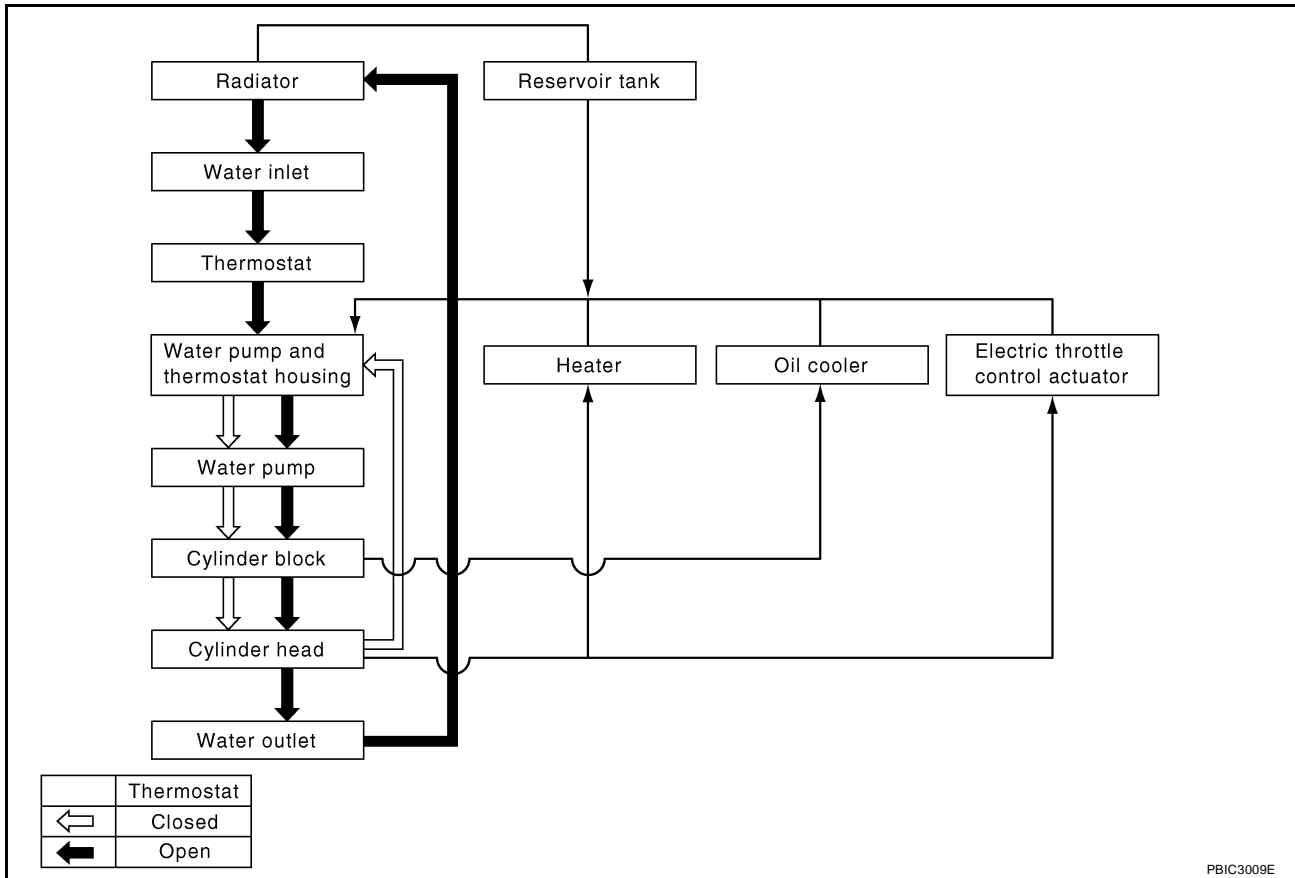 Radiator
Reservoir tank
Water inlet
Thermostat
Water pump and
thermostat housing
Heater
Oil cooler
Electric throttle
control actuator
Water pump
Cylinder block
Cylinder head
Water outlet
Thermostat
Closed
Open
PBIC3009E